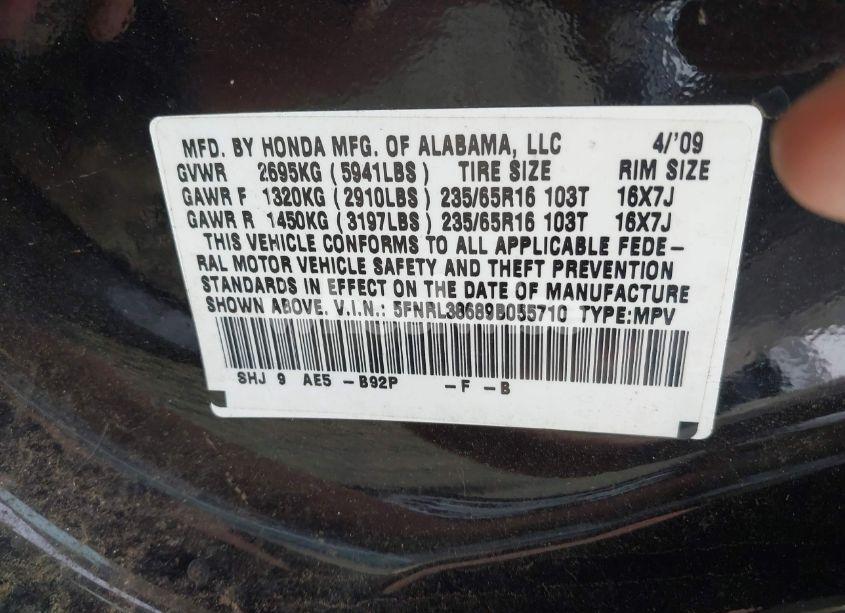 MFD. BY HONDA MFG. OF ALABAMA, LLC 4/'09
GVWR 2695KG (5941LBS) TIRE SIZE RIM SIZE
GAWR F 1320KG (2910LBS) 235/65R16 103T 16X7J
GAWR R 1450KG (3197LBS) 235/65R16 103T 16X7J
THIS VEHICLE CONFORMS TO ALL APPLICABLE FEDE-
RAL MOTOR VEHICLE SAFETY AND THEFT PREVENTION
STANDARDS IN EFFECT ON THE DATE OF MANUFACTURE
SHOWN ABOVE. V.I.N.: 5FNRL38689B055710 TYPE:MPV
SHJ 9 AE5 -B92P -F -B